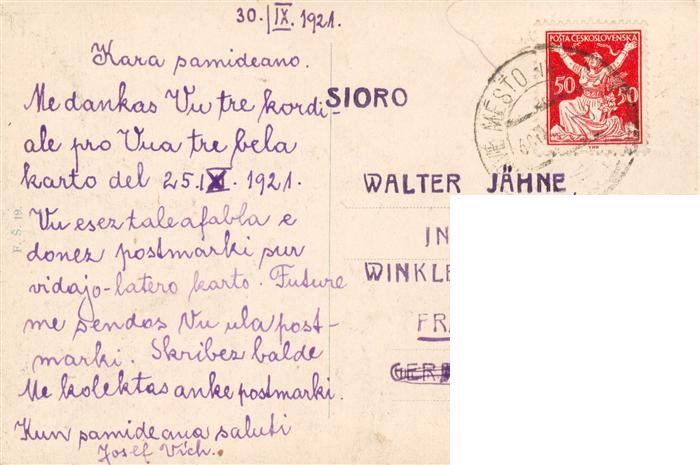 30./IX. 1921.
Kara samideano.
Me dankas Vu tre kordi-
ale pro Vua tre bela
karto del 25.IX. 1921.
Vu esez tale afabla e
donez postmarki sur
vidajo-latero karto. Future
me sendos Vu ula post-
marki. Skribez balde
Me kolektas anke postmarki.
Kun samideana saluti
Josef Vích.
F. Š. 19.
POŠTA ČESKOSLOVENSKÁ
50 50
MĚSTO
SIORO
WALTER JÄHNE,
IN
WINKLE
FRA